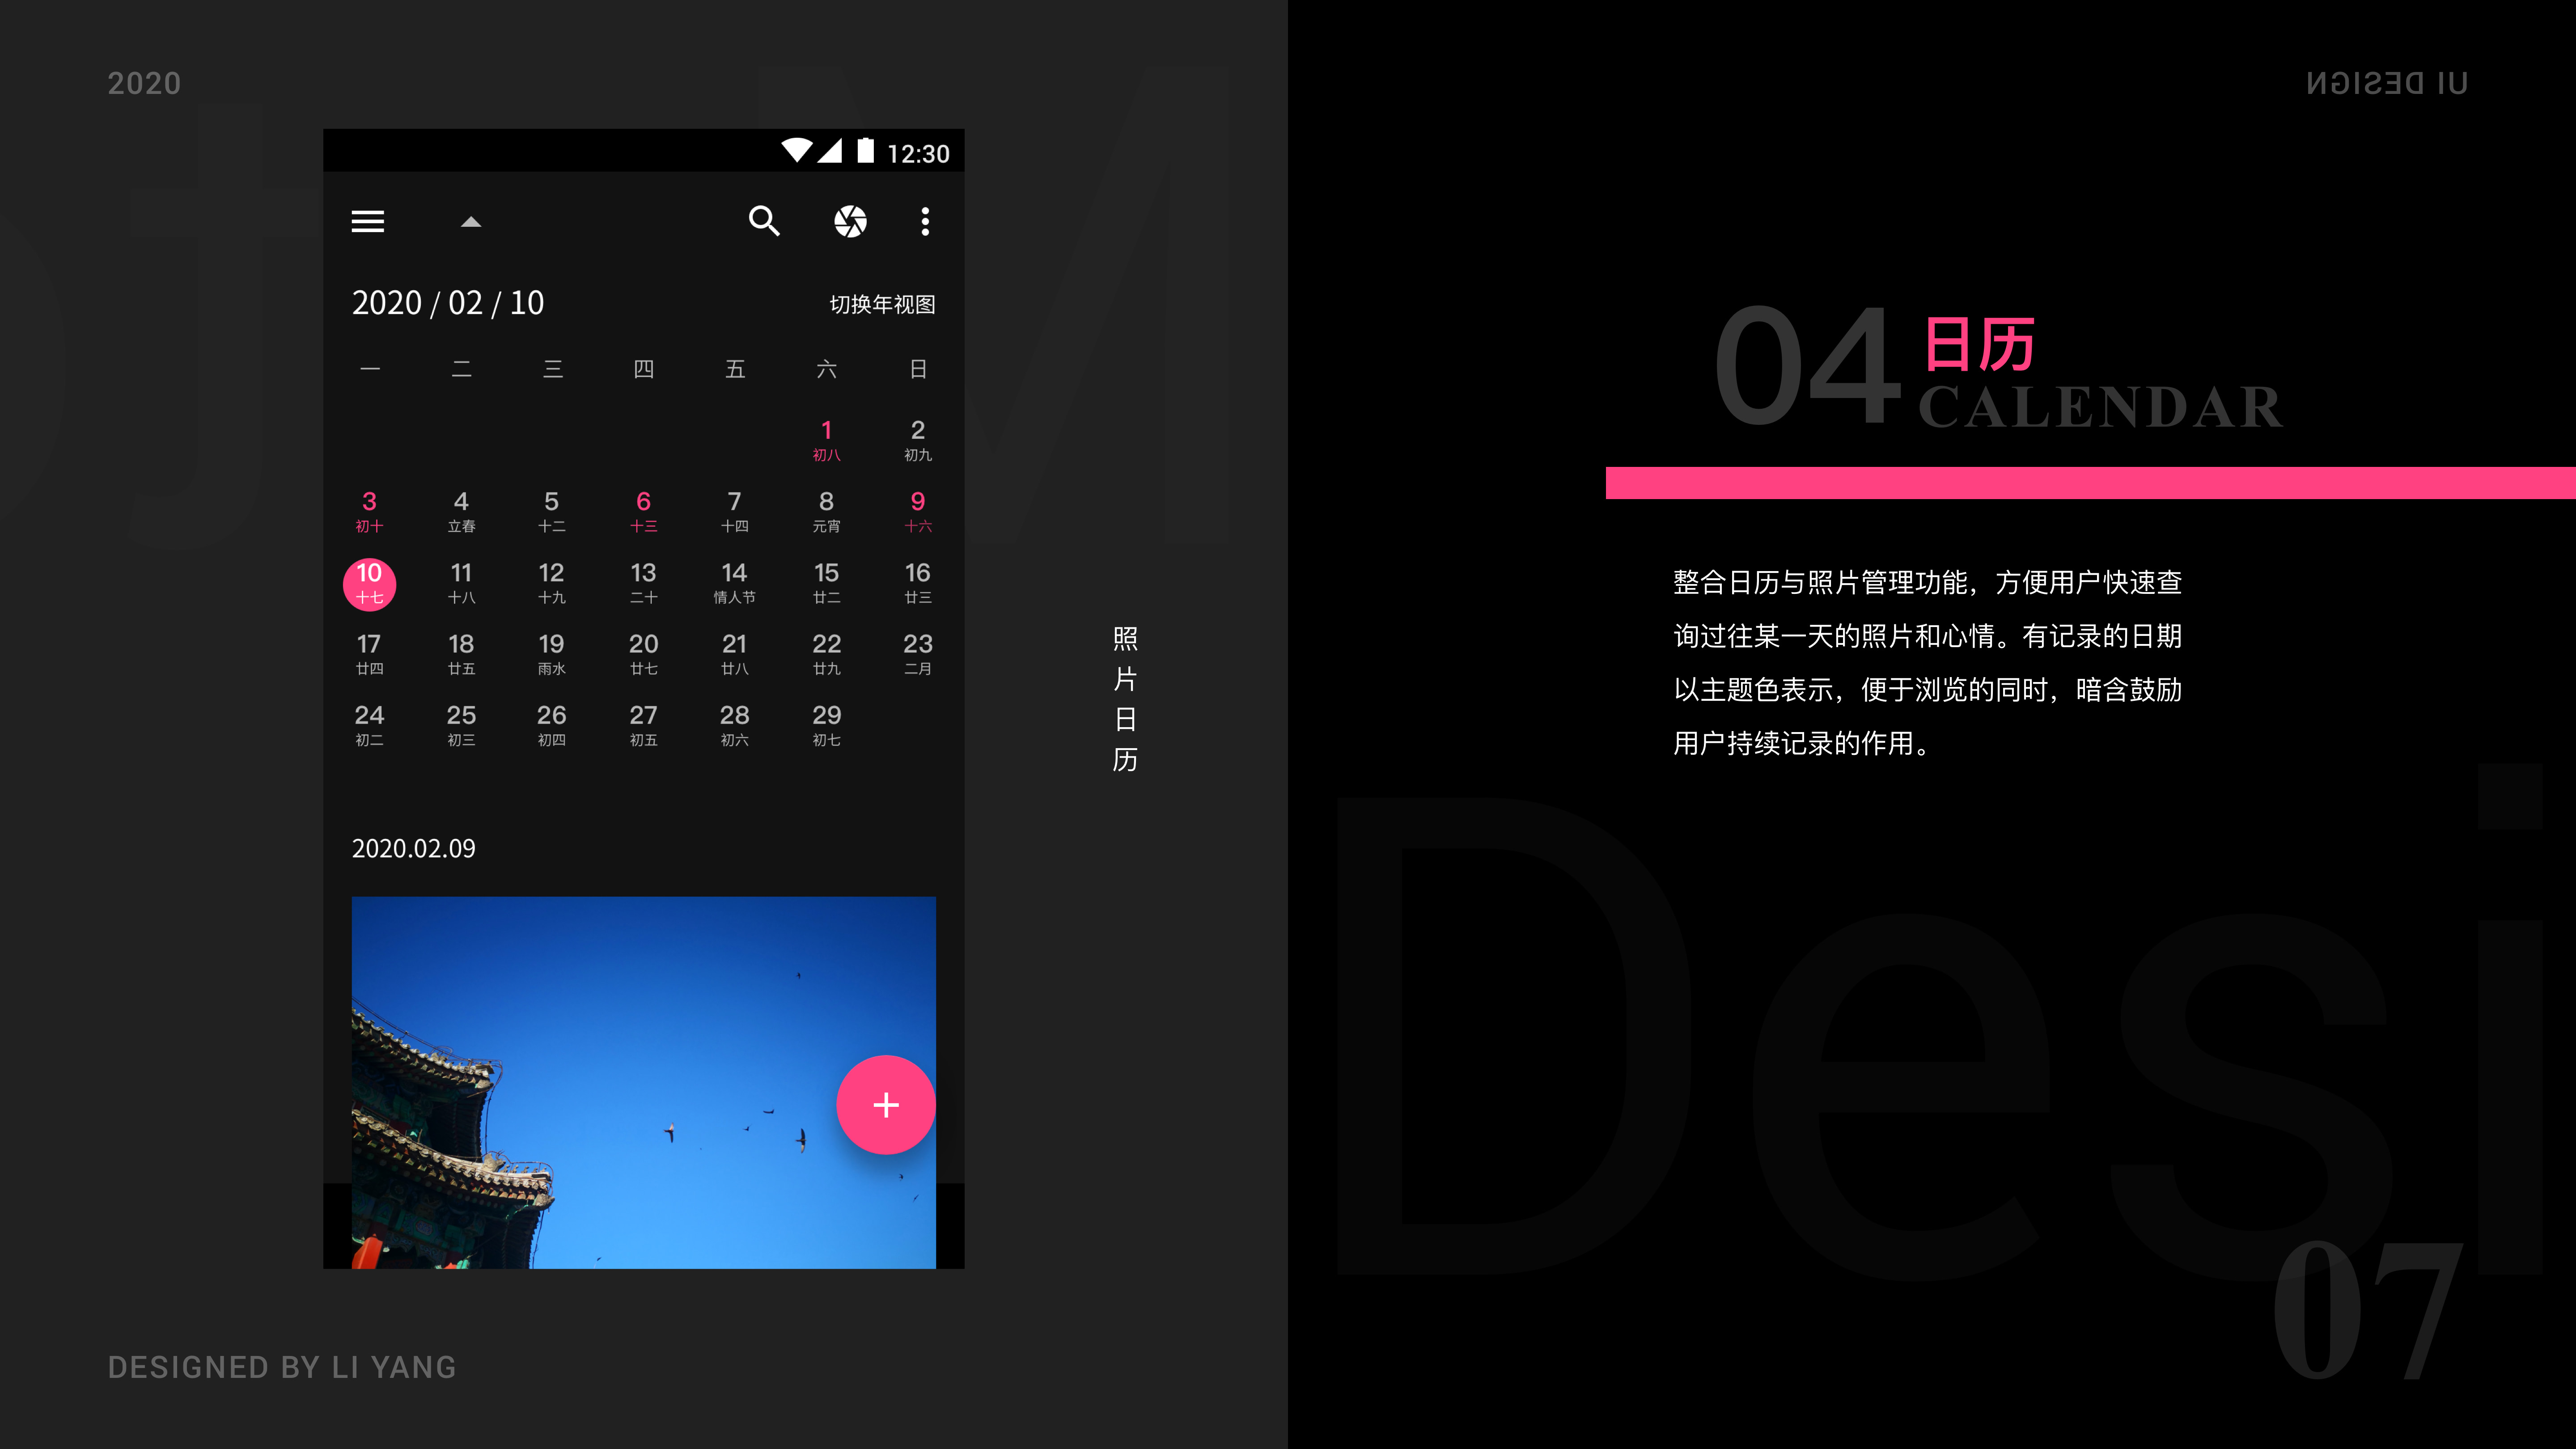 2020
UI DESIGN
12:30
2020 / 02 / 10
切换年视图
一 二 三 四 五 六 日
1 2
初八 初九
3 4 5 6 7 8 9
初十 立春 十二 十三 十四 元宵 十六
10 11 12 13 14 15 16
十七 十八 十九 二十 情人节 廿二 廿三
17 18 19 20 21 22 23
廿四 廿五 雨水 廿七 廿八 廿九 二月
24 25 26 27 28 29
初二 初三 初四 初五 初六 初七
2020.02.09
照片日历
DESIGNED BY LI YANG
04 日历
CALENDAR
整合日历与照片管理功能，方便用户快速查
询过往某一天的照片和心情。有记录的日期
以主题色表示，便于浏览的同时，暗含鼓励
用户持续记录的作用。
Desi
07